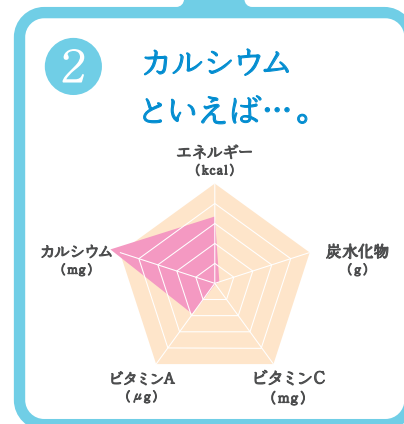 2
カルシウム
といえば…。
エネルギー
（kcal）
カルシウム
（mg）
炭水化物
（g）
ビタミンA
（μg）
ビタミンC
（mg）